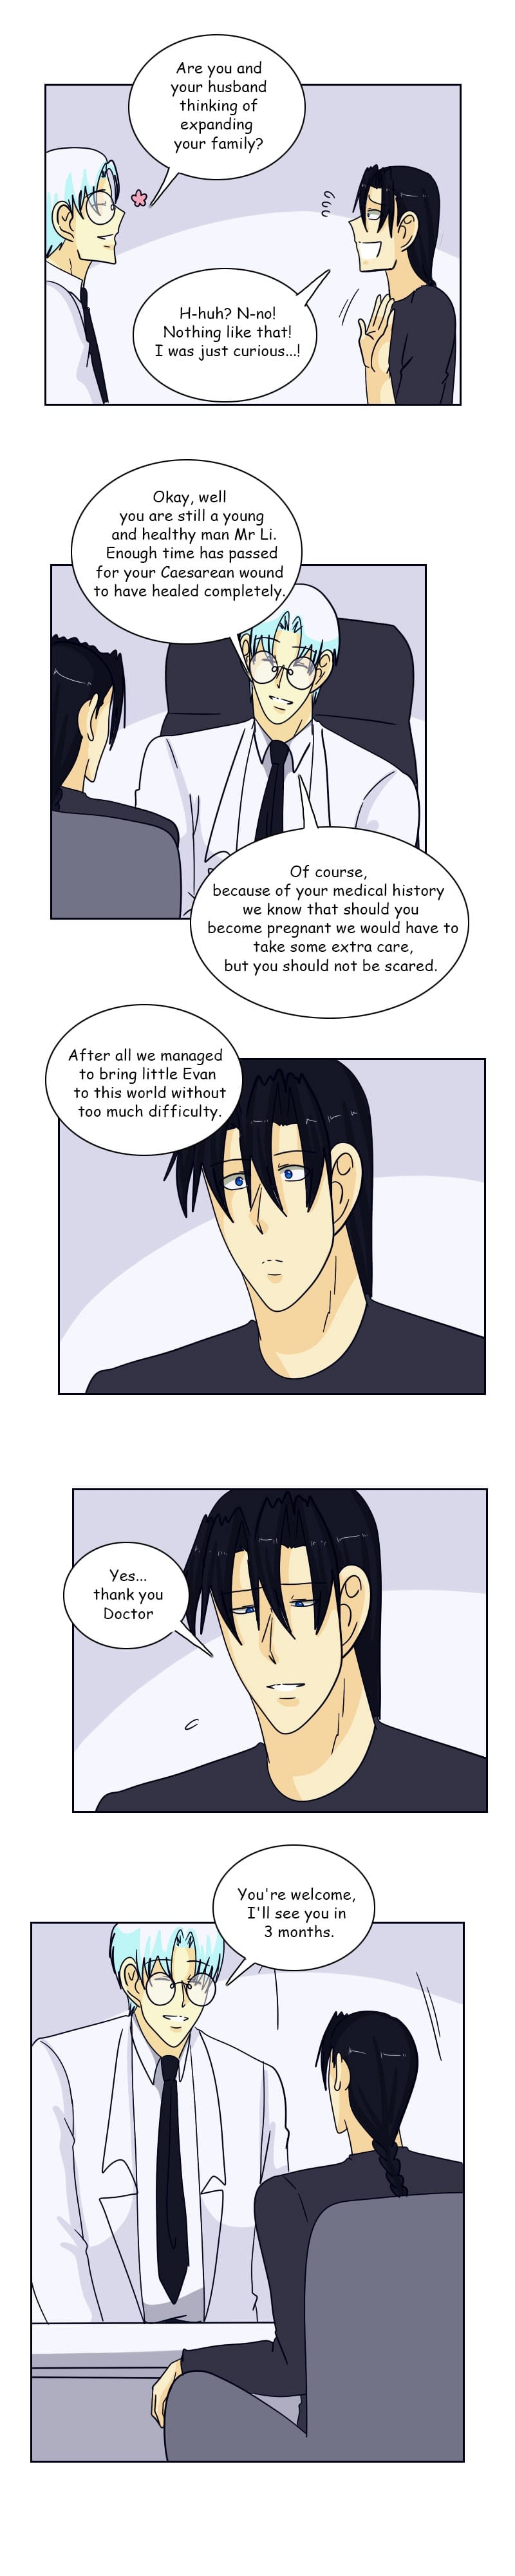 Are you and
your husband
thinking of
expanding
your family?
H-huh? N-no!
Nothing like that!
I was just curious...!
Okay, well
you are still a young
and healthy man Mr Li.
Enough time has passed
for your Caesarean wound
to have healed completely.
Of course,
because of your medical history
we know that should you
become pregnant we would have to
take some extra care,
but you should not be scared.
After all we managed
to bring little Evan
to this world without
too much difficulty.
Yes...
thank you
Doctor
You're welcome,
I'll see you in
3 months.